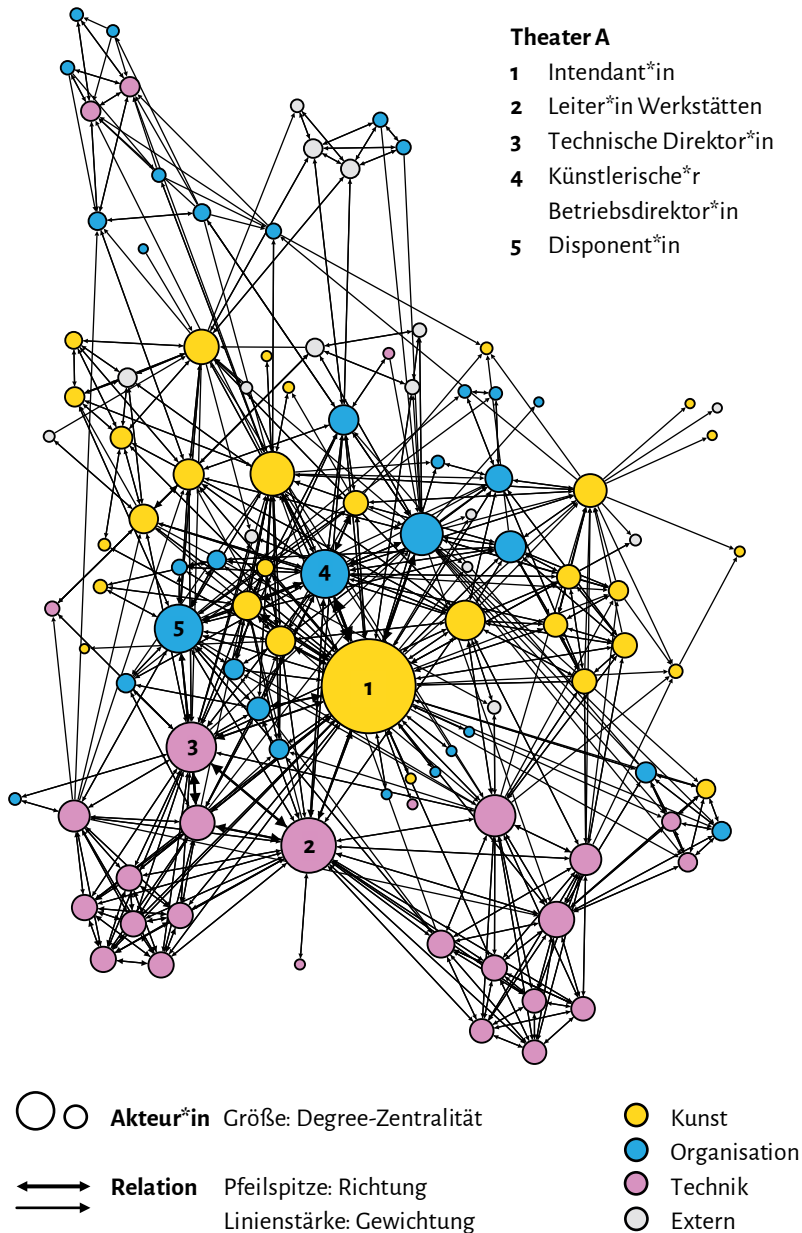 Theater A
1 Intendant*in
2 Leiter*in Werkstätten
3 Technische Direktor*in
4 Künstlerische*r
Betriebsdirektor*in
5 Disponent*in
4
5
1
3
2
Akteur*in Größe: Degree-Zentralität
Relation Pfeilspitze: Richtung
Linienstärke: Gewichtung
Kunst
Organisation
Technik
Extern